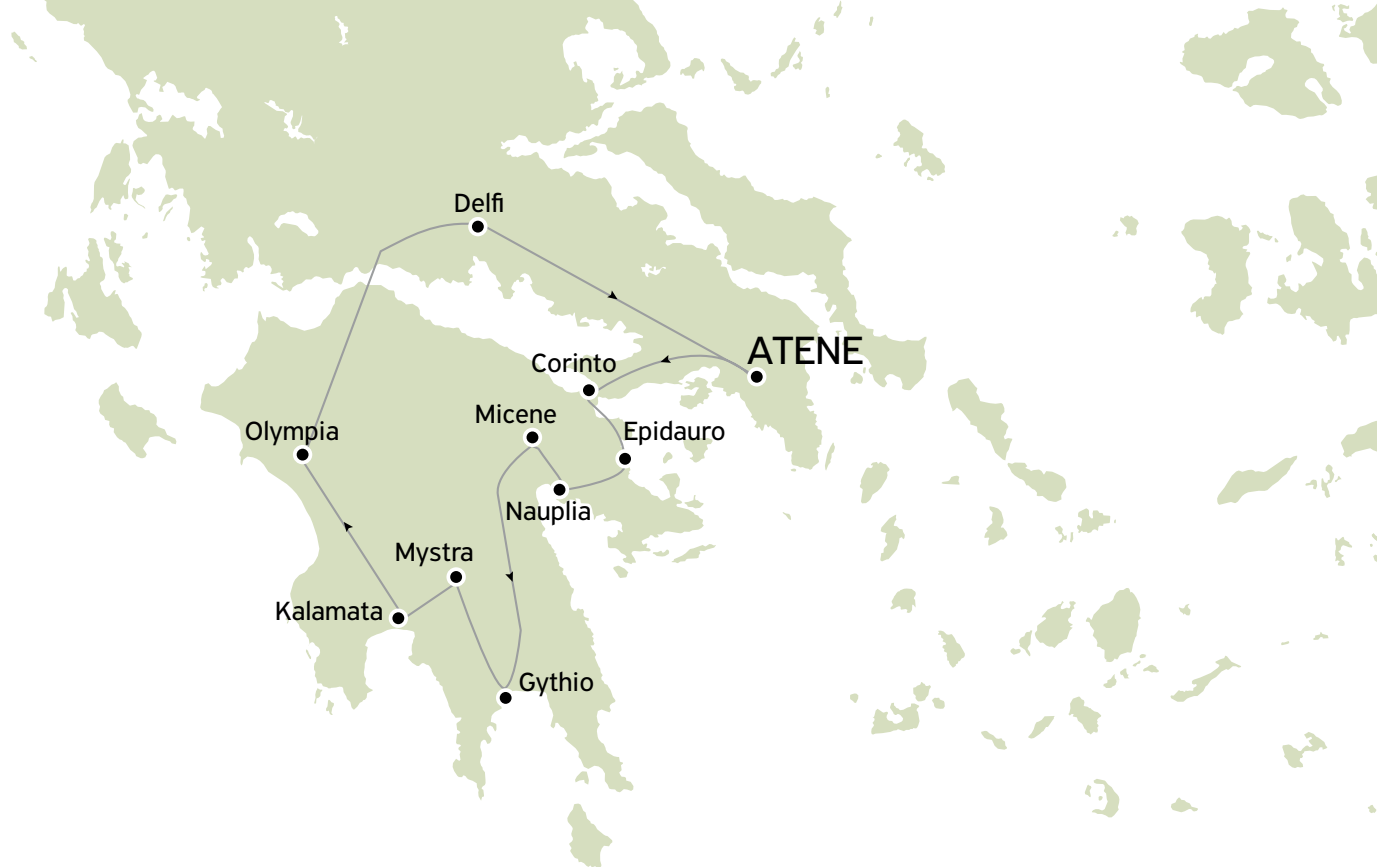 Delfi
ATENE
Corinto
Micene
Olympia
Epidauro
Nauplia
Mystra
Kalamata
Gythio